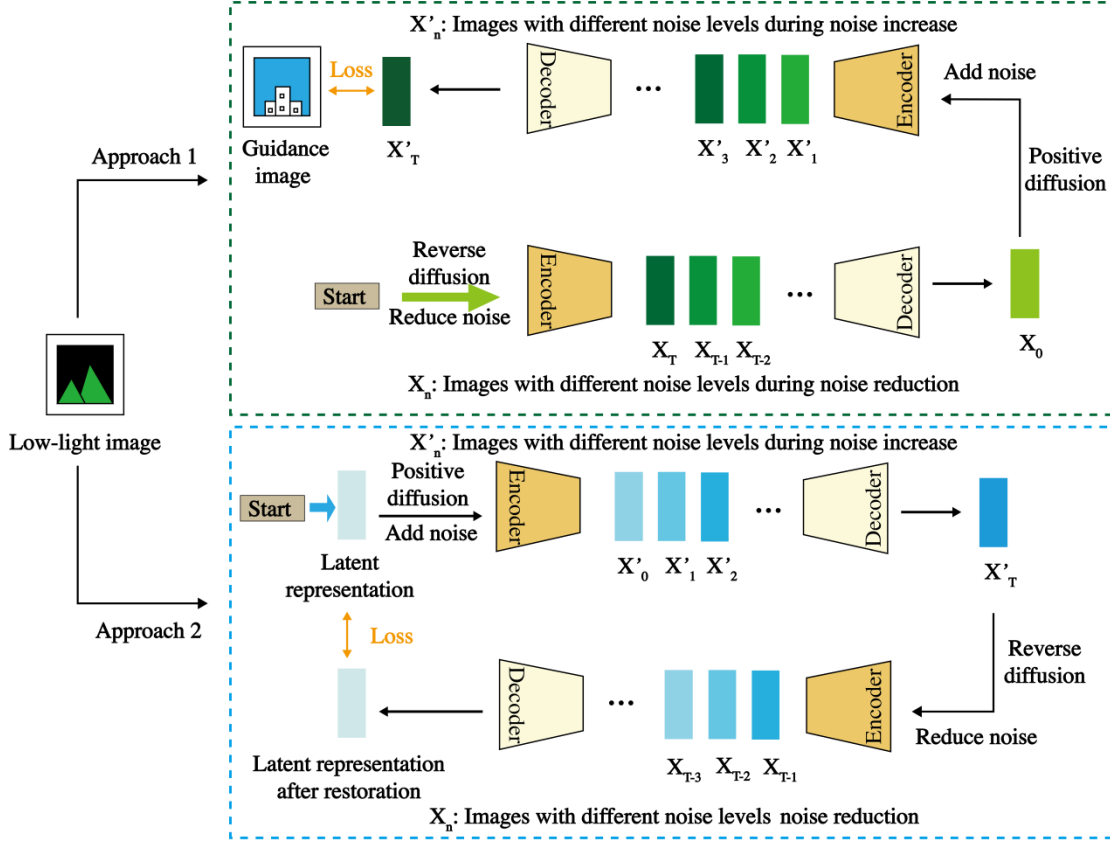 X'n: Images with different noise levels during noise increase
Loss
Decoder
...
Encoder
Add noise
Guidance
image
X'T
X'3
X'2
X'1
Approach 1
Positive
diffusion
Reverse
diffusion
Start
Reduce noise
Encoder
...
Decoder
XT
XT-1
XT-2
X0
Xn: Images with different noise levels during noise reduction
Low-light image
X'n: Images with different noise levels during noise increase
Start
Positive
diffusion
Add noise
Encoder
...
Decoder
Latent
representation
X'0
X'1
X'2
X'T
Approach 2
Loss
Reverse
diffusion
Decoder
...
Encoder
Reduce noise
Latent representation
after restoration
XT-3
XT-2
XT-1
Xn: Images with different noise levels noise reduction